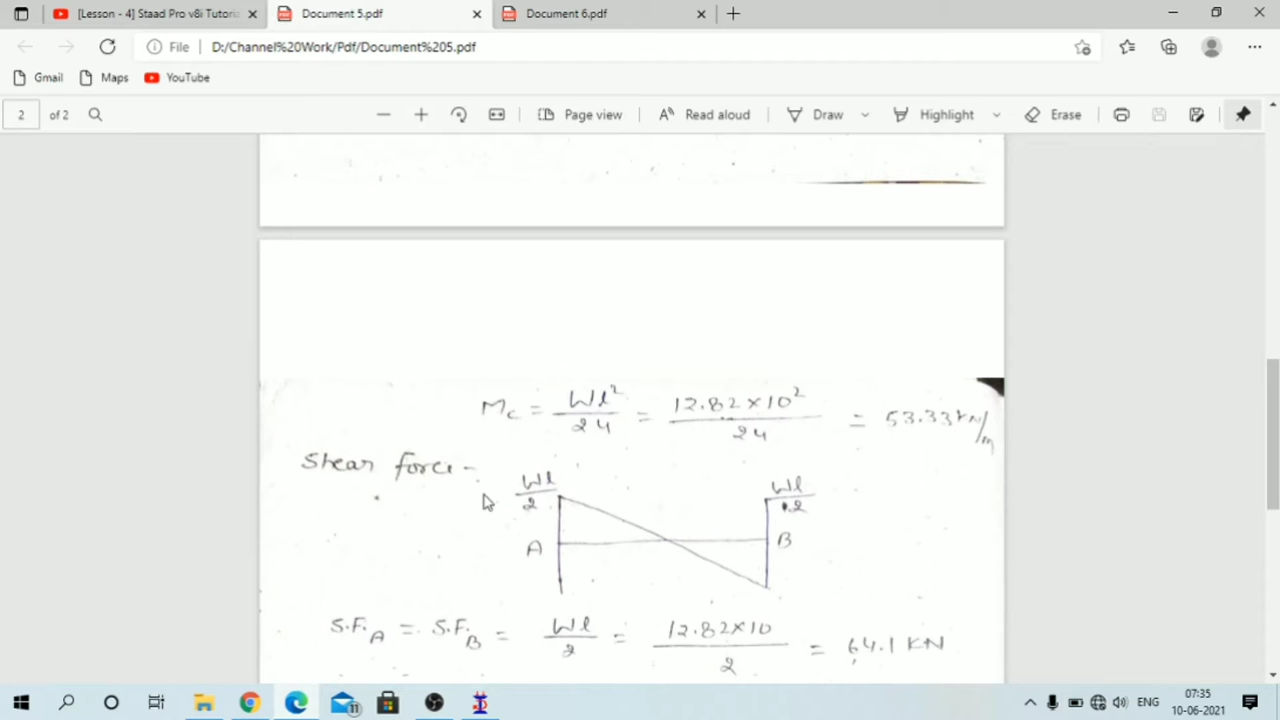 [Lesson - 4] Staad Pro v8i Tutoria
Document 5.pdf
Document 6.pdf
File D:/Channel%20Work/Pdf/Document%205.pdf
Gmail Maps YouTube
2 of 2 Page view Read aloud Draw Highlight Erase
Mc = Wl²/24 = 12.82×10²/24 = 53.33kN/m
Shear force -
Wl/2 Wl/2
A B
S.F.A = S.F.B = Wl/2 = 12.82×10/2 = 64.1 KN
11 ENG 07:35
10-06-2021